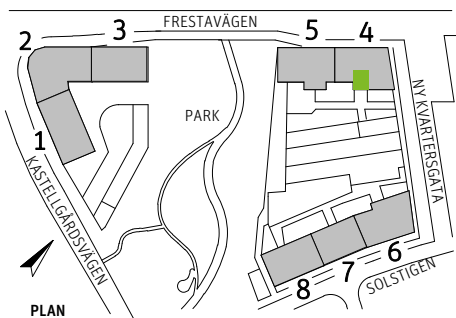 FRESTAVÄGEN
2
3
5
4
1
PARK
NY KVARTERSGATA
KASTELLGÅRDSVÄGEN
6
7
8
SOLSTIGEN
PLAN